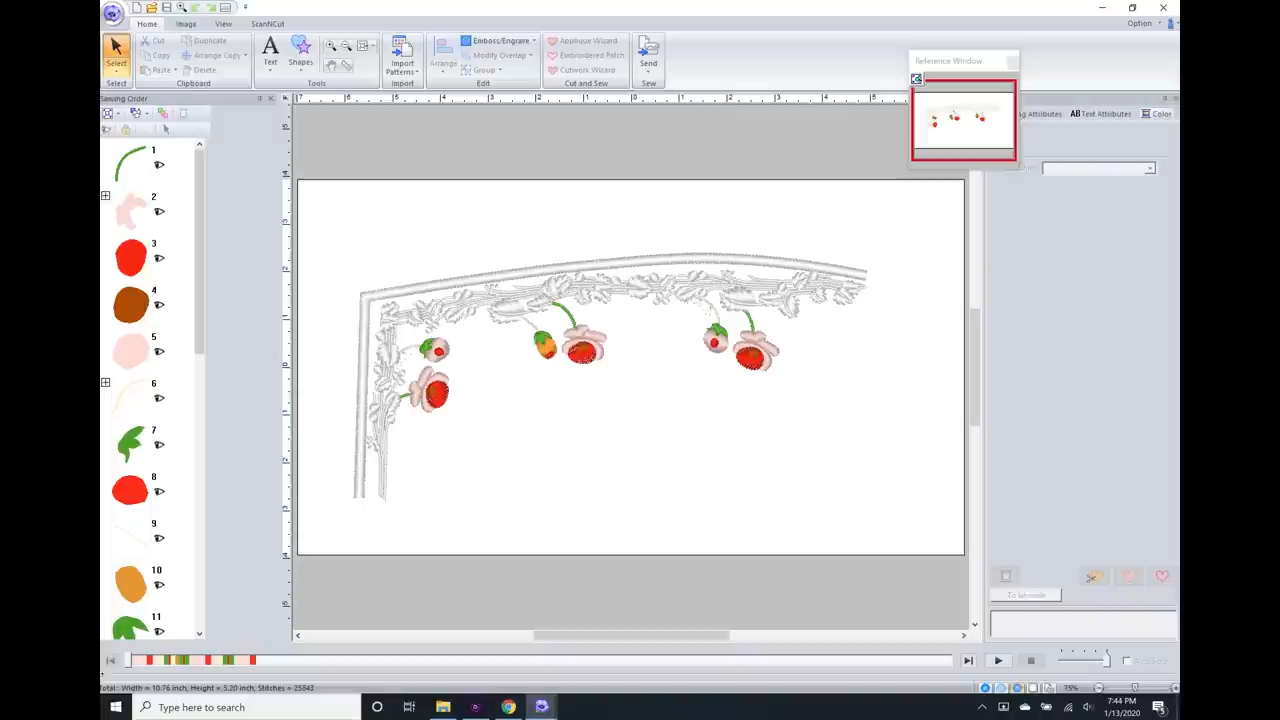 Home Image View ScanNCut
Option
Select
Cut Duplicate
Copy Arrange Copy
Paste Delete
Text Shapes
Import
Patterns
Arrange
Emboss/Engrave
Modify Overlap
Group
Applique Wizard
Embroidered Patch
Cutwork Wizard
Send
Select Clipboard Tools Import Edit Cut and Sew Sew
Reference Window
Sewing Order
Text Attributes Color
1
2
3
4
5
6
7
8
9
10
11
Total : Width = 10.76 inch, Height = 5.20 inch, Stitches = 25843
75%
Type here to search
7:44 PM
1/13/2020